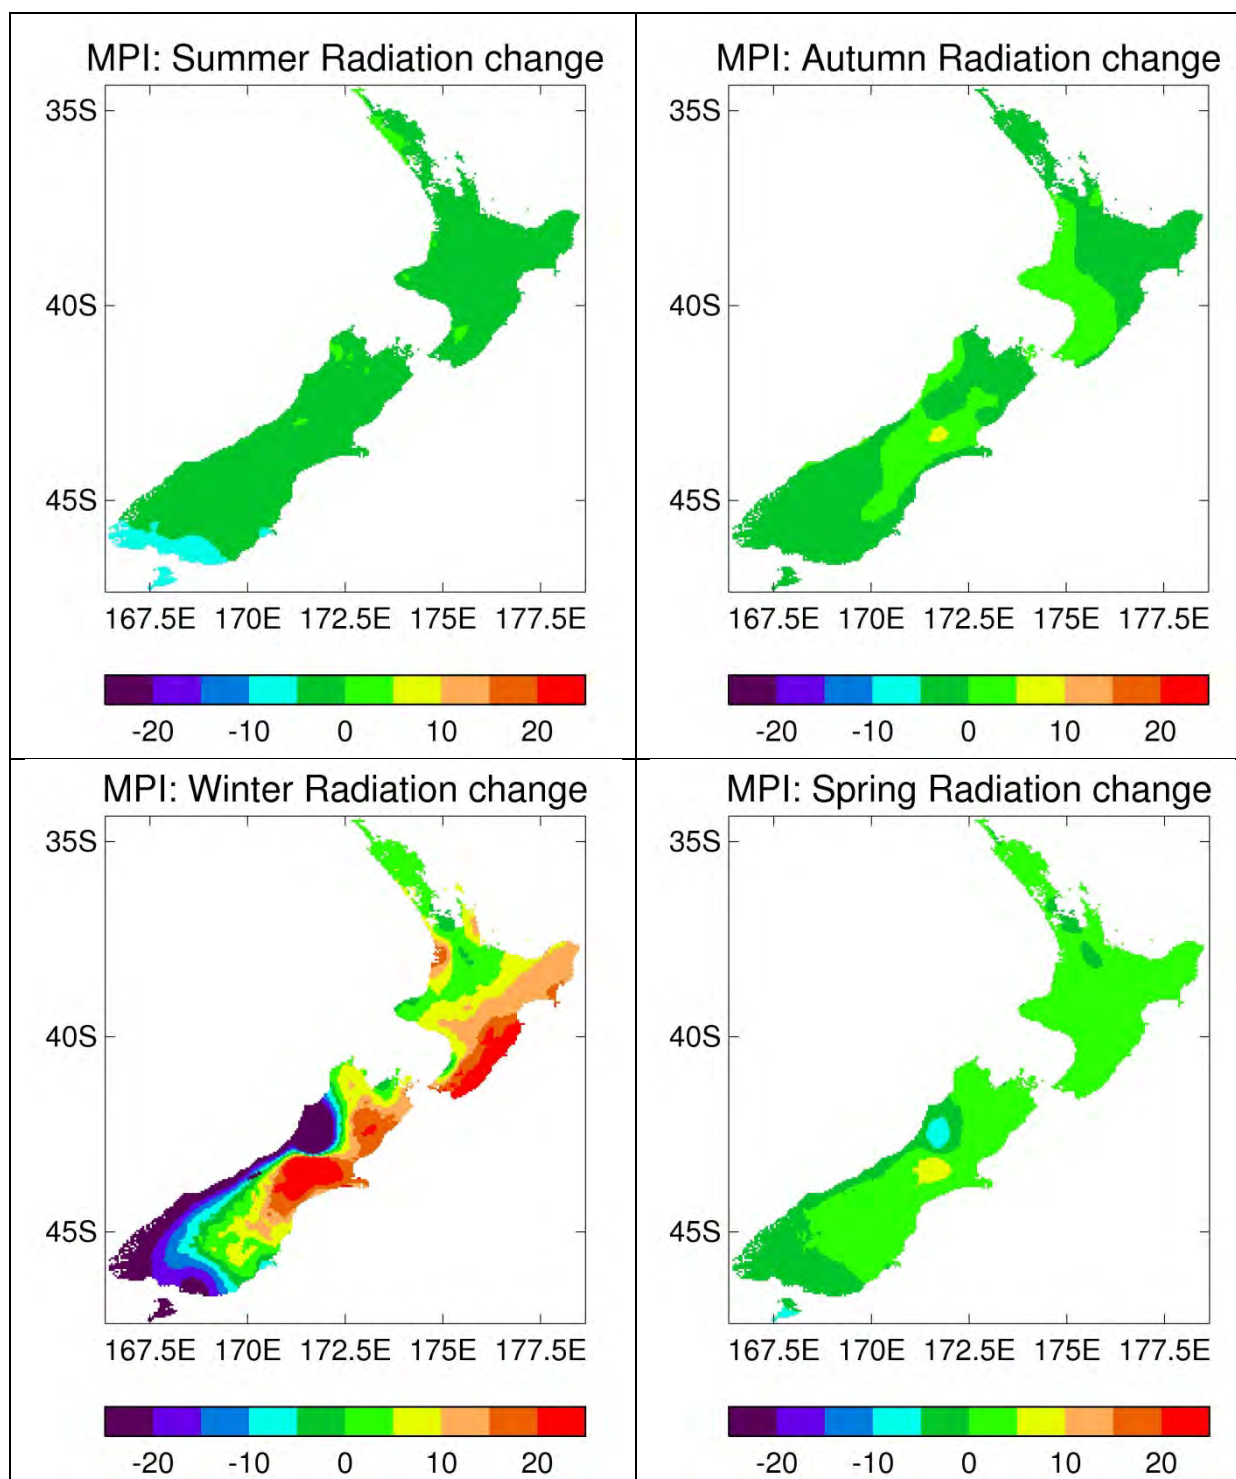 MPI: Summer Radiation change
35S
40S
45S
167.5E 170E 172.5E 175E 177.5E
-20 -10 0 10 20
MPI: Autumn Radiation change
35S
40S
45S
167.5E 170E 172.5E 175E 177.5E
-20 -10 0 10 20
MPI: Winter Radiation change
35S
40S
45S
167.5E 170E 172.5E 175E 177.5E
-20 -10 0 10 20
MPI: Spring Radiation change
35S
40S
45S
167.5E 170E 172.5E 175E 177.5E
-20 -10 0 10 20